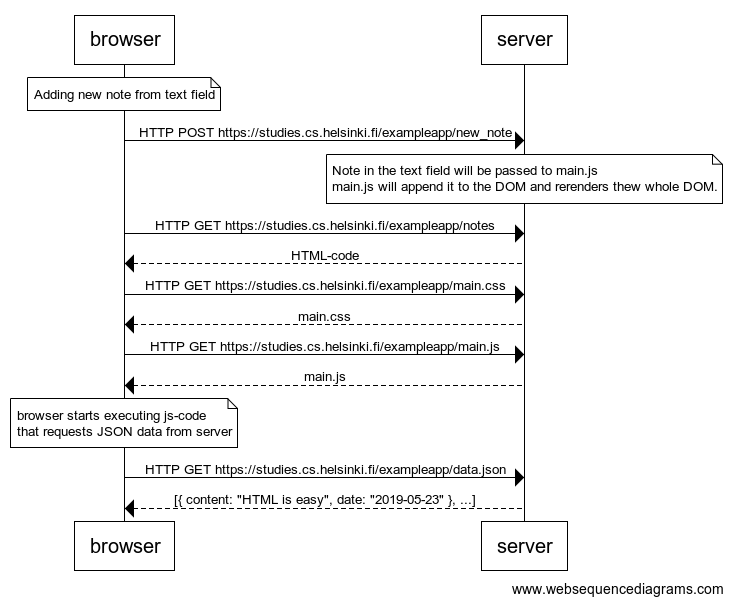 browser
server
Adding new note from text field
HTTP POST https://studies.cs.helsinki.fi/exampleapp/new_note
Note in the text field will be passed to main.js
main.js will append it to the DOM and rerenders thew whole DOM.
HTTP GET https://studies.cs.helsinki.fi/exampleapp/notes
HTML-code
HTTP GET https://studies.cs.helsinki.fi/exampleapp/main.css
main.css
HTTP GET https://studies.cs.helsinki.fi/exampleapp/main.js
main.js
browser starts executing js-code
that requests JSON data from server
HTTP GET https://studies.cs.helsinki.fi/exampleapp/data.json
[{ content: "HTML is easy", date: "2019-05-23" }, ...]
browser
server
www.websequencediagrams.com